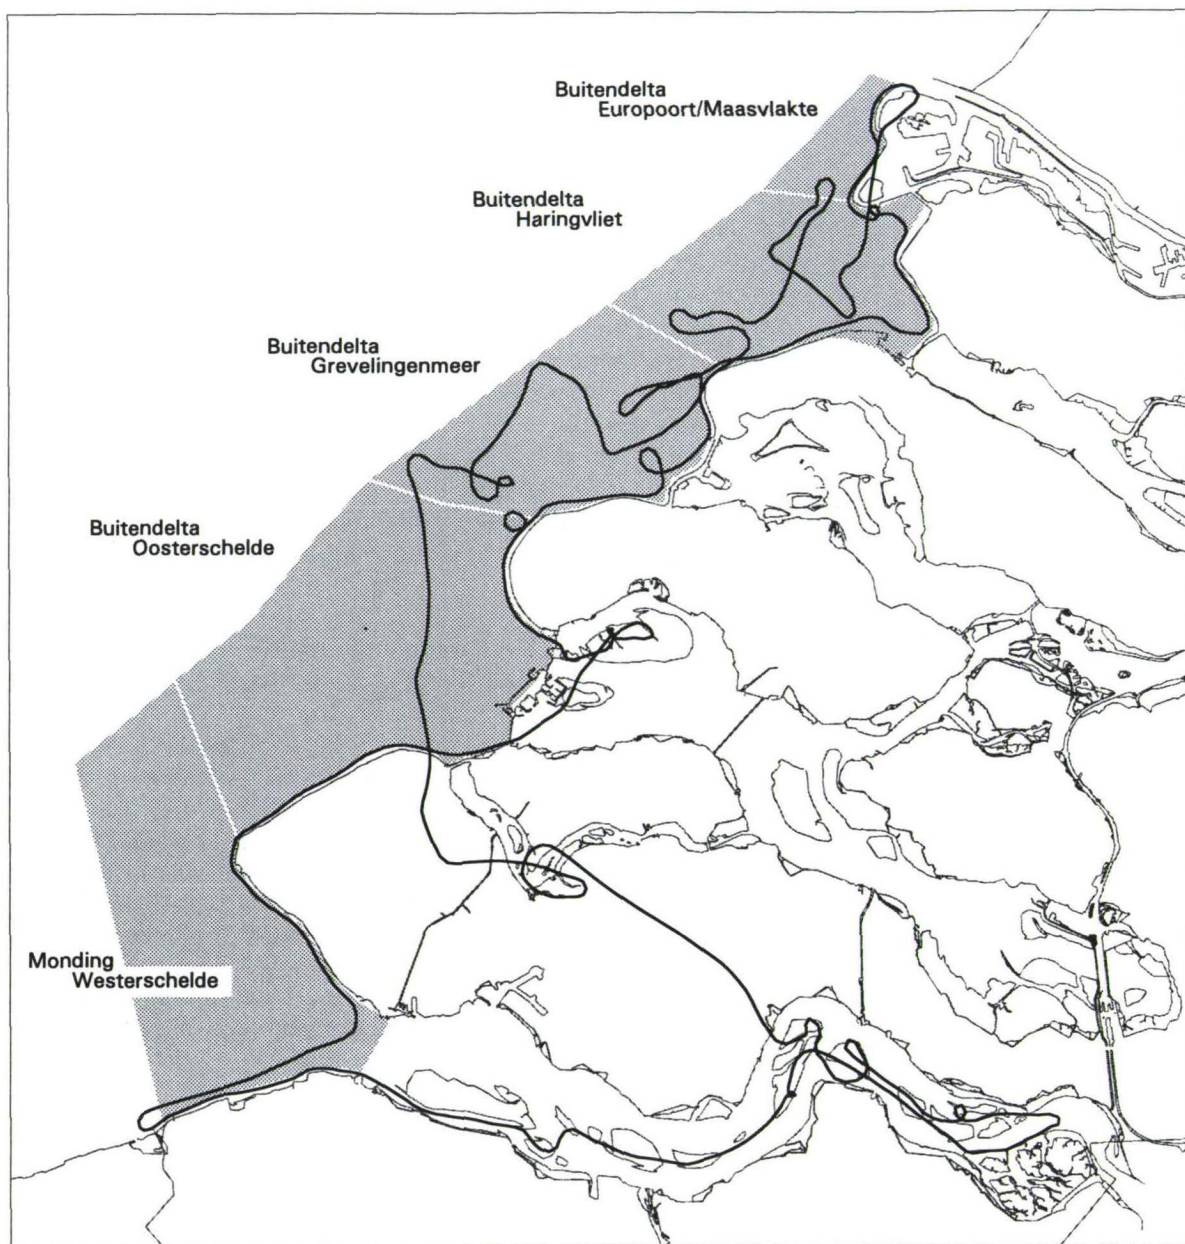 Buitendelta
Europoort/Maasvlakte
Buitendelta
Haringvliet
Buitendelta
Grevelingenmeer
Buitendelta
Oosterschelde
Monding
Westerschelde